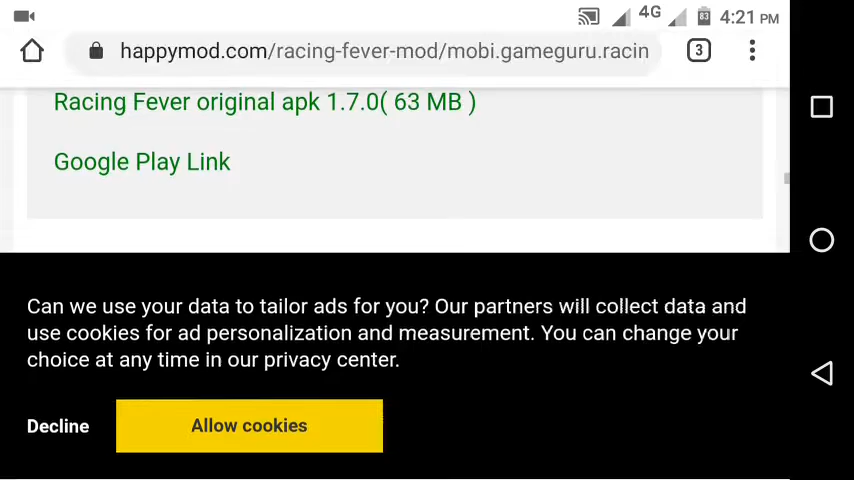 4G 83 4:21 PM
happymod.com/racing-fever-mod/mobi.gameguru.racin 3
Racing Fever original apk 1.7.0( 63 MB )
Google Play Link
Can we use your data to tailor ads for you? Our partners will collect data and
use cookies for ad personalization and measurement. You can change your
choice at any time in our privacy center.
Decline Allow cookies